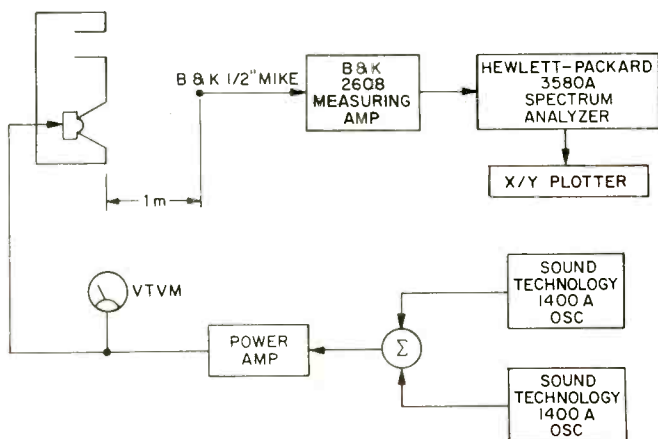 B & K 1/2" MIKE
1m
B & K
2608
MEASURING
AMP
HEWLETT-PACKARD
3580A
SPECTRUM
ANALYZER
X/Y PLOTTER
VTVM
POWER
AMP
Σ
SOUND
TECHNOLOGY
1400 A
OSC
SOUND
TECHNOLOGY
1400 A
OSC